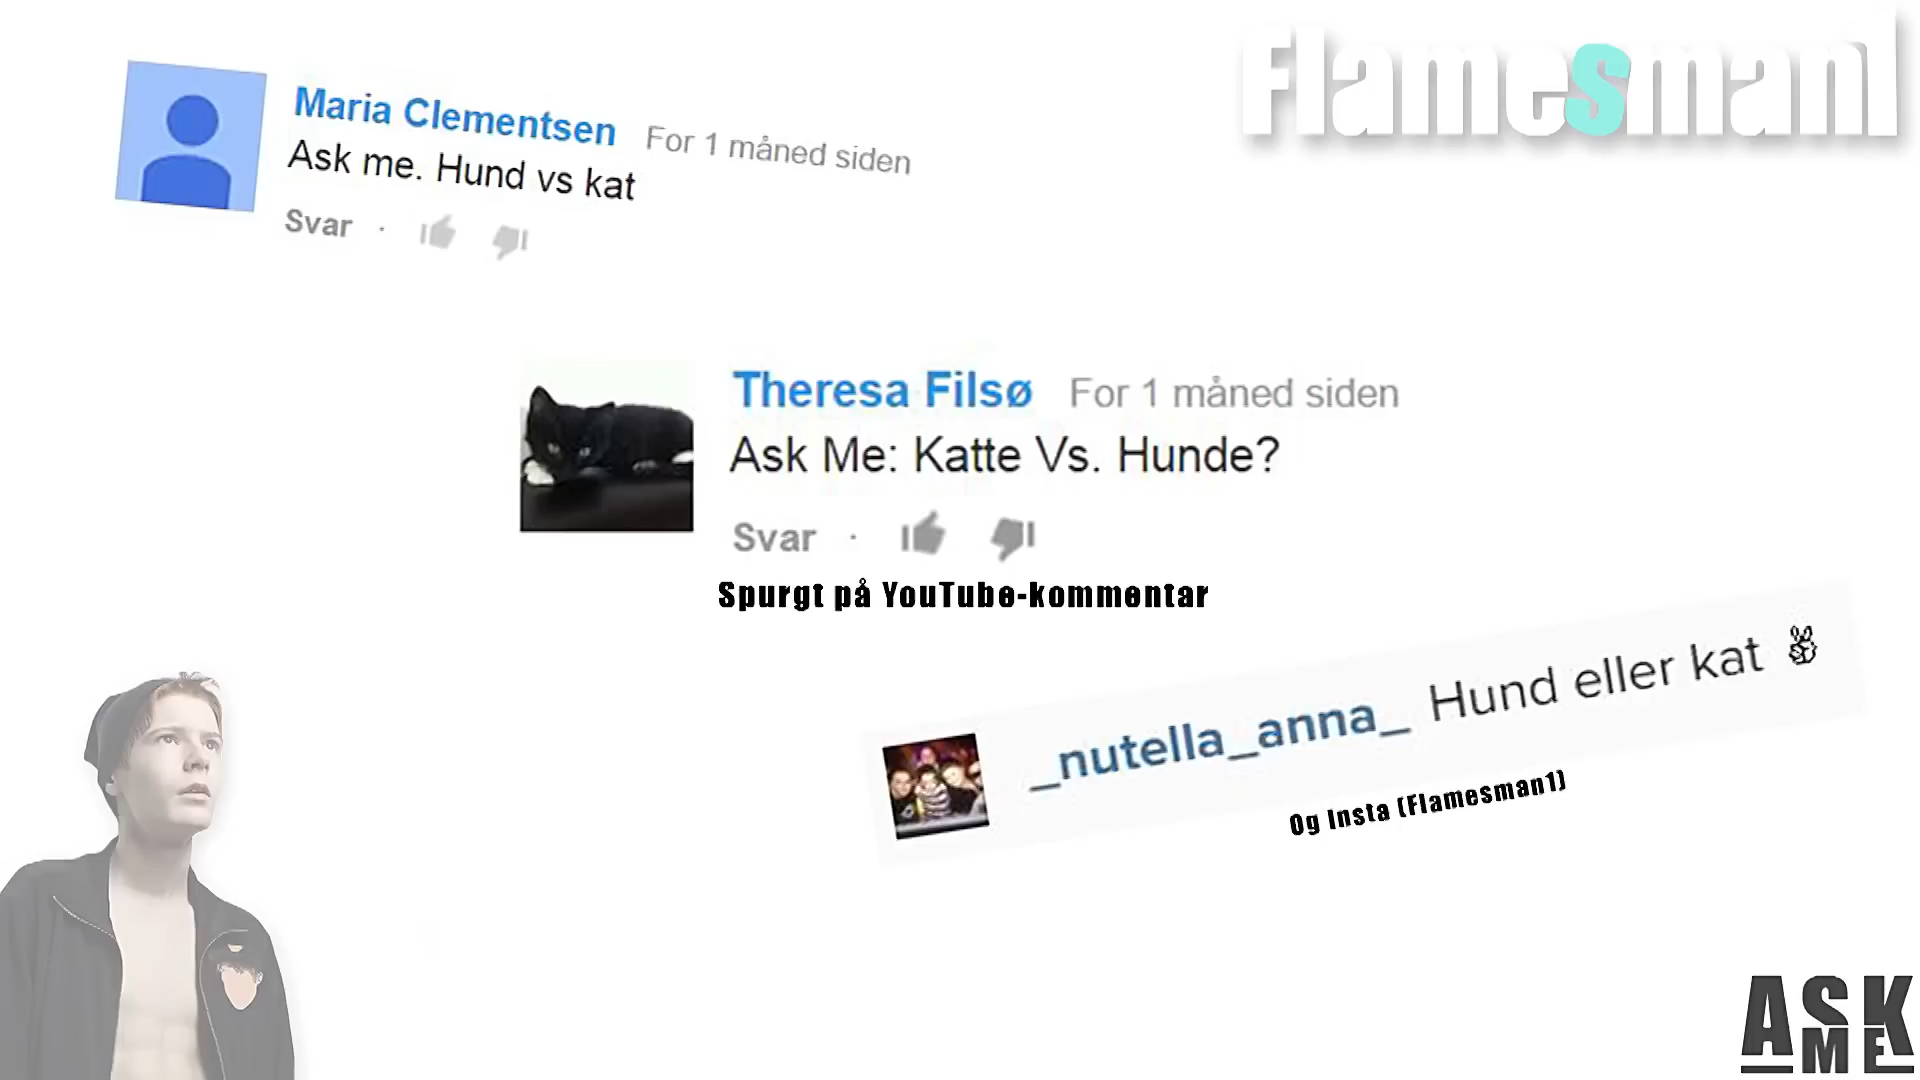 Flamesman1
Maria Clementsen For 1 måned siden
Ask me. Hund vs kat
Svar ·
Theresa Filsø For 1 måned siden
Ask Me: Katte Vs. Hunde?
Svar ·
Spurgt på YouTube-kommentar
_nutella_anna_ Hund eller kat ✌
Og Insta (Flamesman1)
ASK
ME